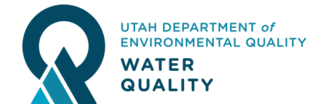 UTAH DEPARTMENT of
ENVIRONMENTAL QUALITY
WATER
QUALITY